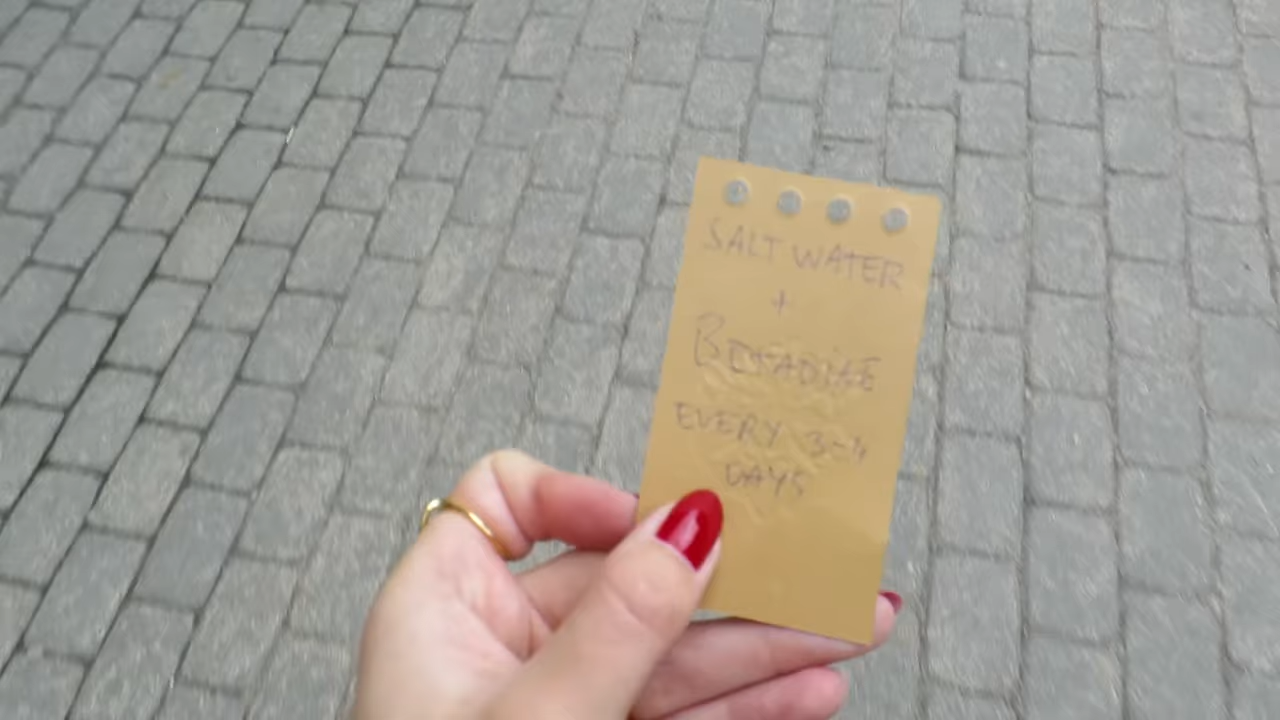 SALT WATER
+
BETADINE
EVERY 3-4
DAYS